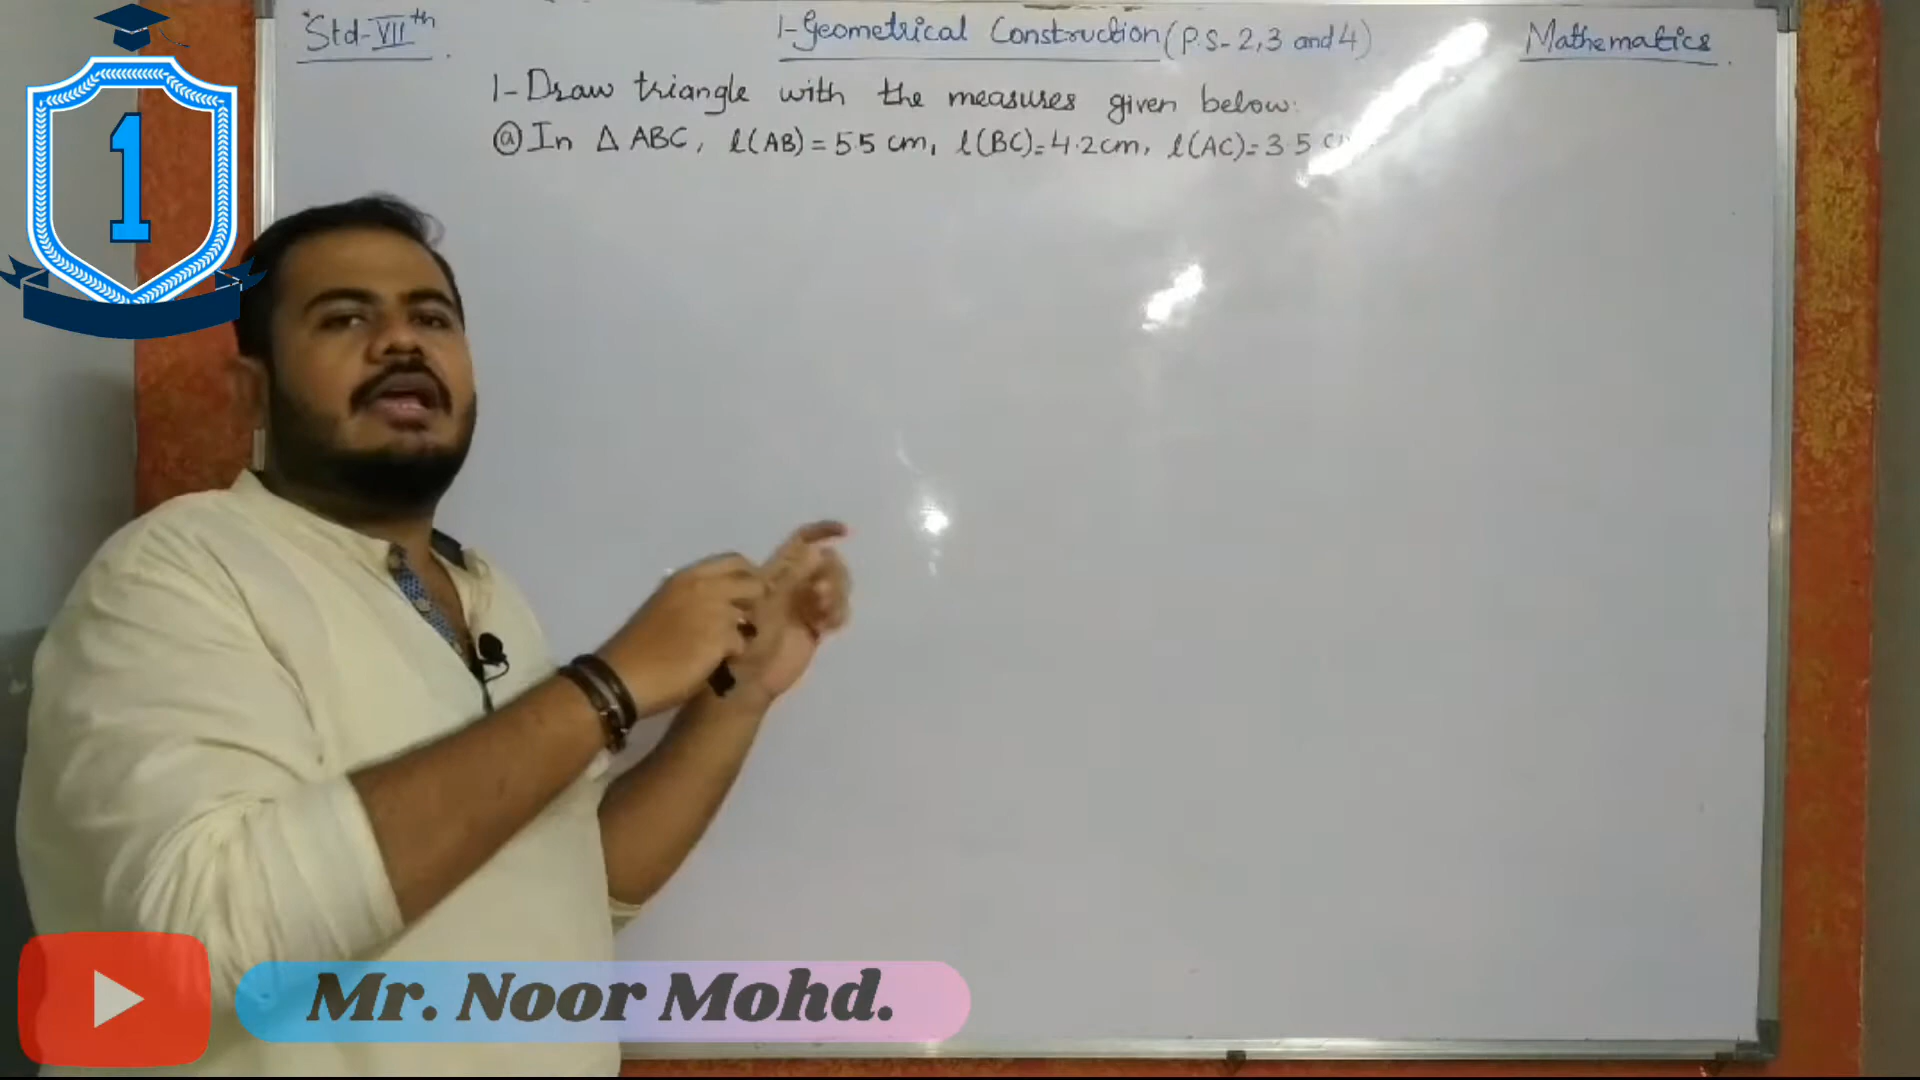 Std-VIIth
1-Geometrical Construction (P.S-2,3 and 4)
Mathematics
1-Draw triangle with the measures given below:
ⓐ In Δ ABC, l(AB) = 5.5 cm, l(BC) = 4.2cm, l(AC) = 3.5
1
Mr. Noor Mohd.